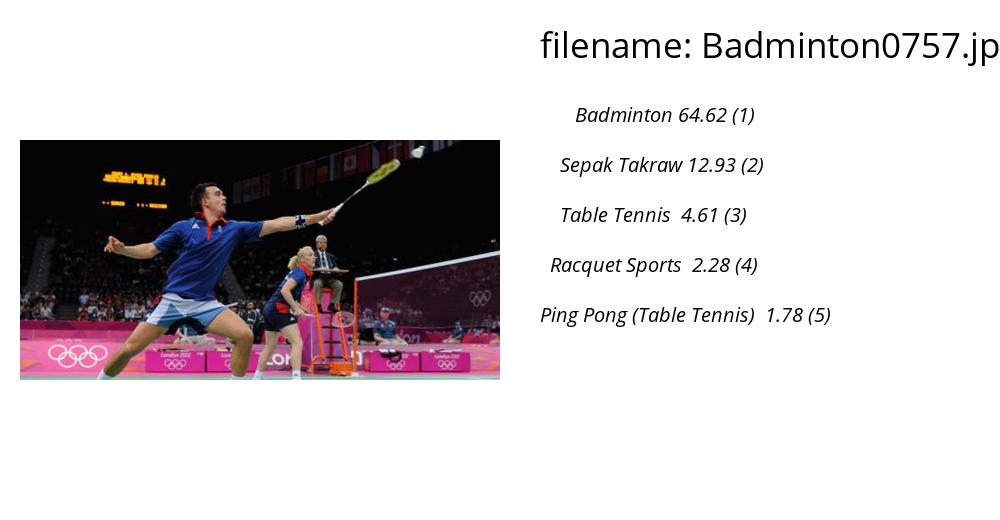 filename: Badminton0757.jp
Badminton 64.62 (1)
Sepak Takraw 12.93 (2)
Table Tennis 4.61 (3)
Racquet Sports 2.28 (4)
Ping Pong (Table Tennis) 1.78 (5)
London 2012